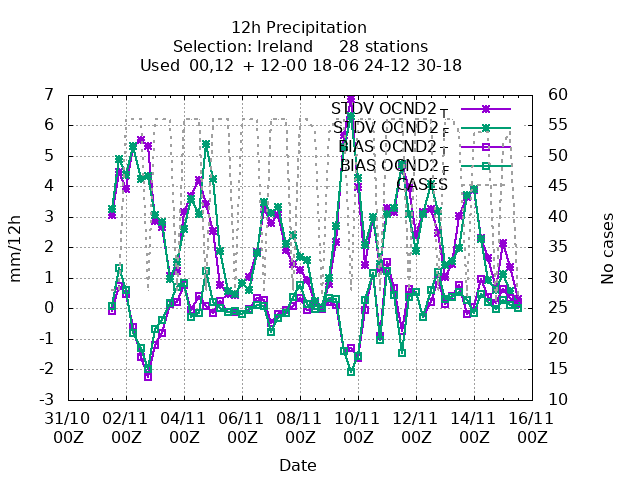 12h Precipitation
Selection: Ireland 28 stations
Used 00,12 + 12-00 18-06 24-12 30-18
STDV OCND2 T
STDV OCND2 F
BIAS OCND2 T
BIAS OCND2 F
CASES
7
6
5
4
3
2
1
0
-1
-2
-3
mm/12h
60
55
50
45
40
35
30
25
20
15
10
No cases
31/10 02/11 04/11 06/11 08/11 10/11 12/11 14/11 16/11
00Z 00Z 00Z 00Z 00Z 00Z 00Z 00Z 00Z
Date